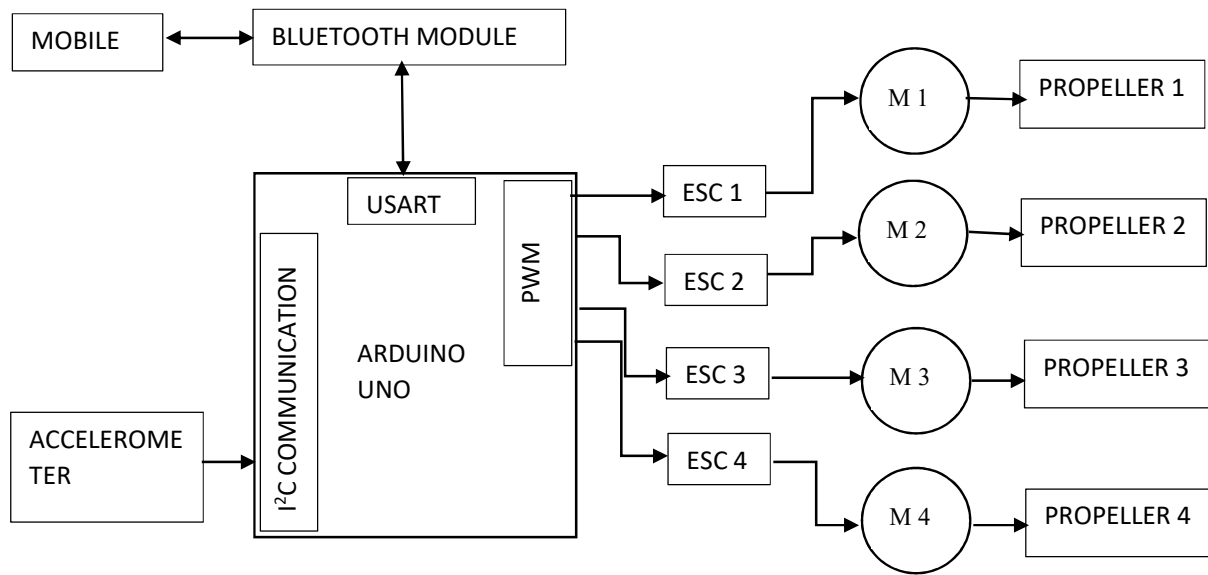 MOBILE
BLUETOOTH MODULE
USART
PWM
I²C COMMUNICATION
ARDUINO
UNO
ACCELEROME
TER
ESC 1
ESC 2
ESC 3
ESC 4
M 1
M 2
M 3
M 4
PROPELLER 1
PROPELLER 2
PROPELLER 3
PROPELLER 4